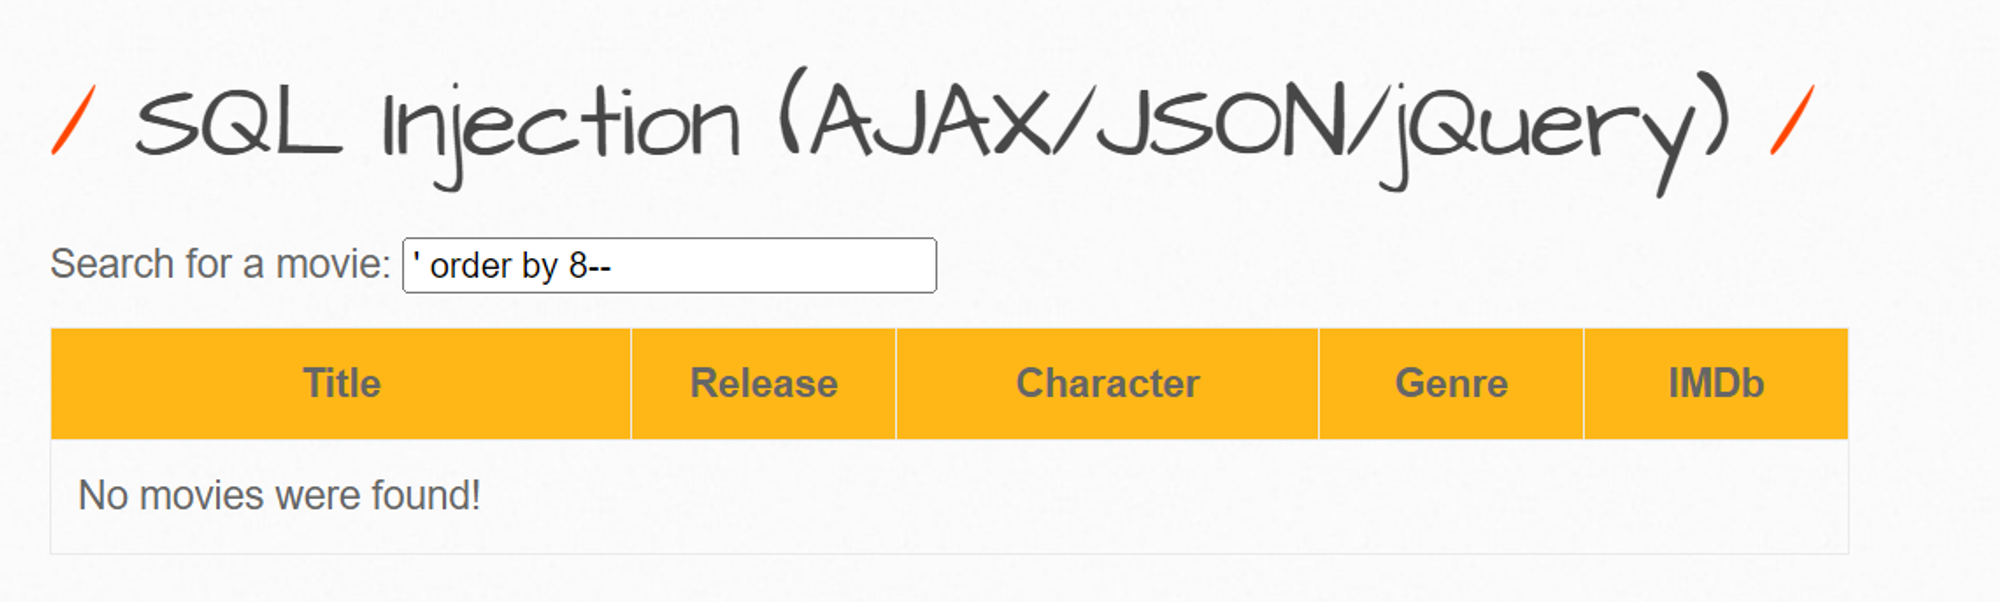 / SQL Injection (AJAX/JSON/jQuery) /
Search for a movie: ' order by 8--
Title Release Character Genre IMDb
No movies were found!